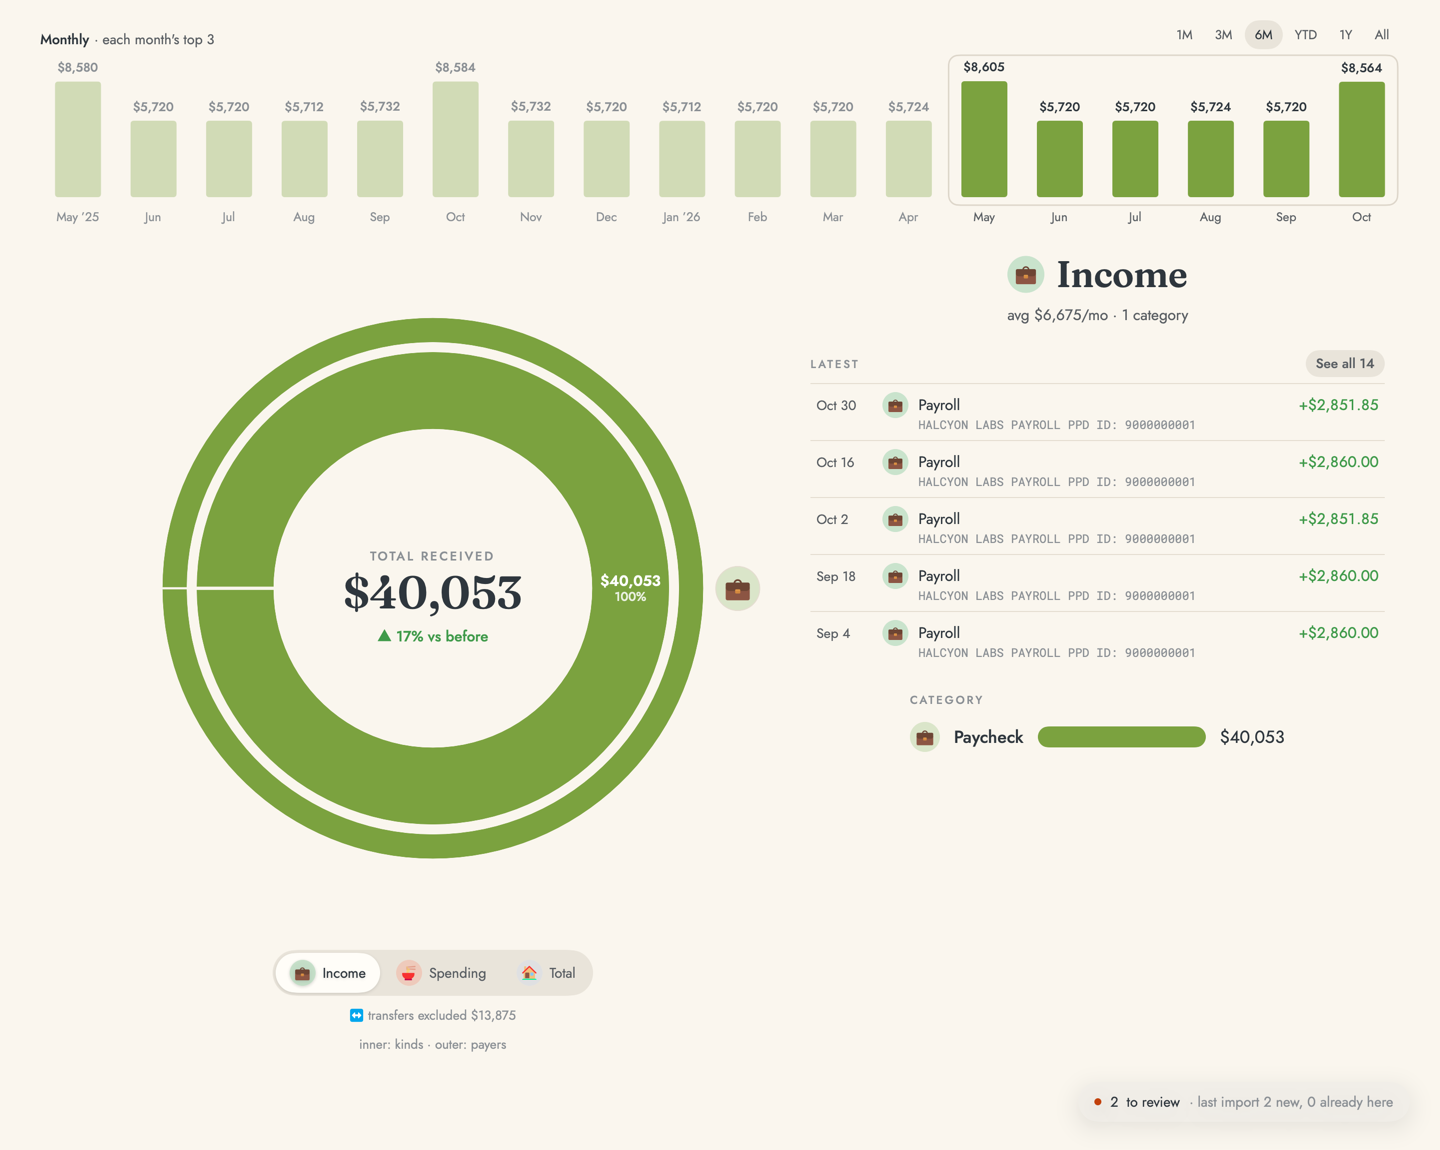 Monthly · each month's top 3
1M 3M 6M YTD 1Y All
$8,580 $5,720 $5,720 $5,712 $5,732 $8,584 $5,732 $5,720 $5,712 $5,720 $5,720 $5,724 $8,605 $5,720 $5,720 $5,724 $5,720 $8,564
May ’25 Jun Jul Aug Sep Oct Nov Dec Jan ’26 Feb Mar Apr May Jun Jul Aug Sep Oct
Income
avg $6,675/mo · 1 category
LATEST See all 14
Oct 30 Payroll +$2,851.85
HALCYON LABS PAYROLL PPD ID: 9000000001
Oct 16 Payroll +$2,860.00
HALCYON LABS PAYROLL PPD ID: 9000000001
Oct 2 Payroll +$2,851.85
HALCYON LABS PAYROLL PPD ID: 9000000001
Sep 18 Payroll +$2,860.00
HALCYON LABS PAYROLL PPD ID: 9000000001
Sep 4 Payroll +$2,860.00
HALCYON LABS PAYROLL PPD ID: 9000000001
CATEGORY
Paycheck $40,053
TOTAL RECEIVED
$40,053
▲ 17% vs before
$40,053
100%
Income Spending Total
transfers excluded $13,875
inner: kinds · outer: payers
2 to review · last import 2 new, 0 already here